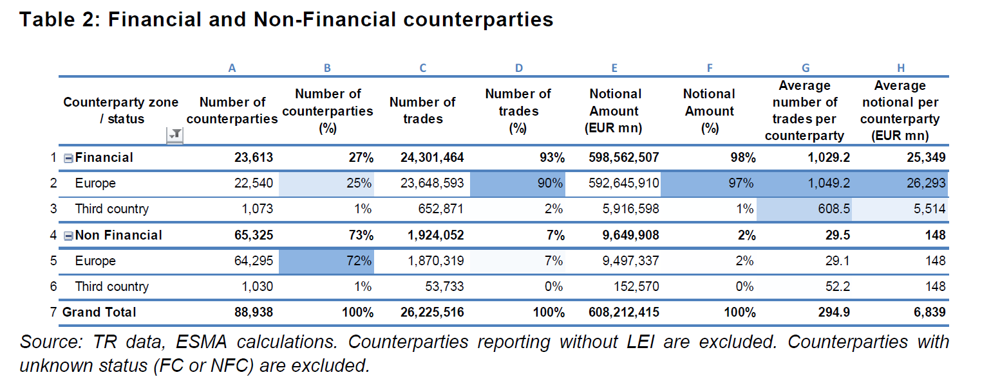 Table 2: Financial and Non-Financial counterparties
A B C D E F G H
Counterparty zone / status Number of counterparties Number of counterparties (%) Number of trades Number of trades (%) Notional Amount (EUR mn) Notional Amount (%) Average number of trades per counterparty Average notional per counterparty (EUR mn)
1 Financial 23,613 27% 24,301,464 93% 598,562,507 98% 1,029.2 25,349
2 Europe 22,540 25% 23,648,593 90% 592,645,910 97% 1,049.2 26,293
3 Third country 1,073 1% 652,871 2% 5,916,598 1% 608.5 5,514
4 Non Financial 65,325 73% 1,924,052 7% 9,649,908 2% 29.5 148
5 Europe 64,295 72% 1,870,319 7% 9,497,337 2% 29.1 148
6 Third country 1,030 1% 53,733 0% 152,570 0% 52.2 148
7 Grand Total 88,938 100% 26,225,516 100% 608,212,415 100% 294.9 6,839
Source: TR data, ESMA calculations. Counterparties reporting without LEI are excluded. Counterparties with
unknown status (FC or NFC) are excluded.